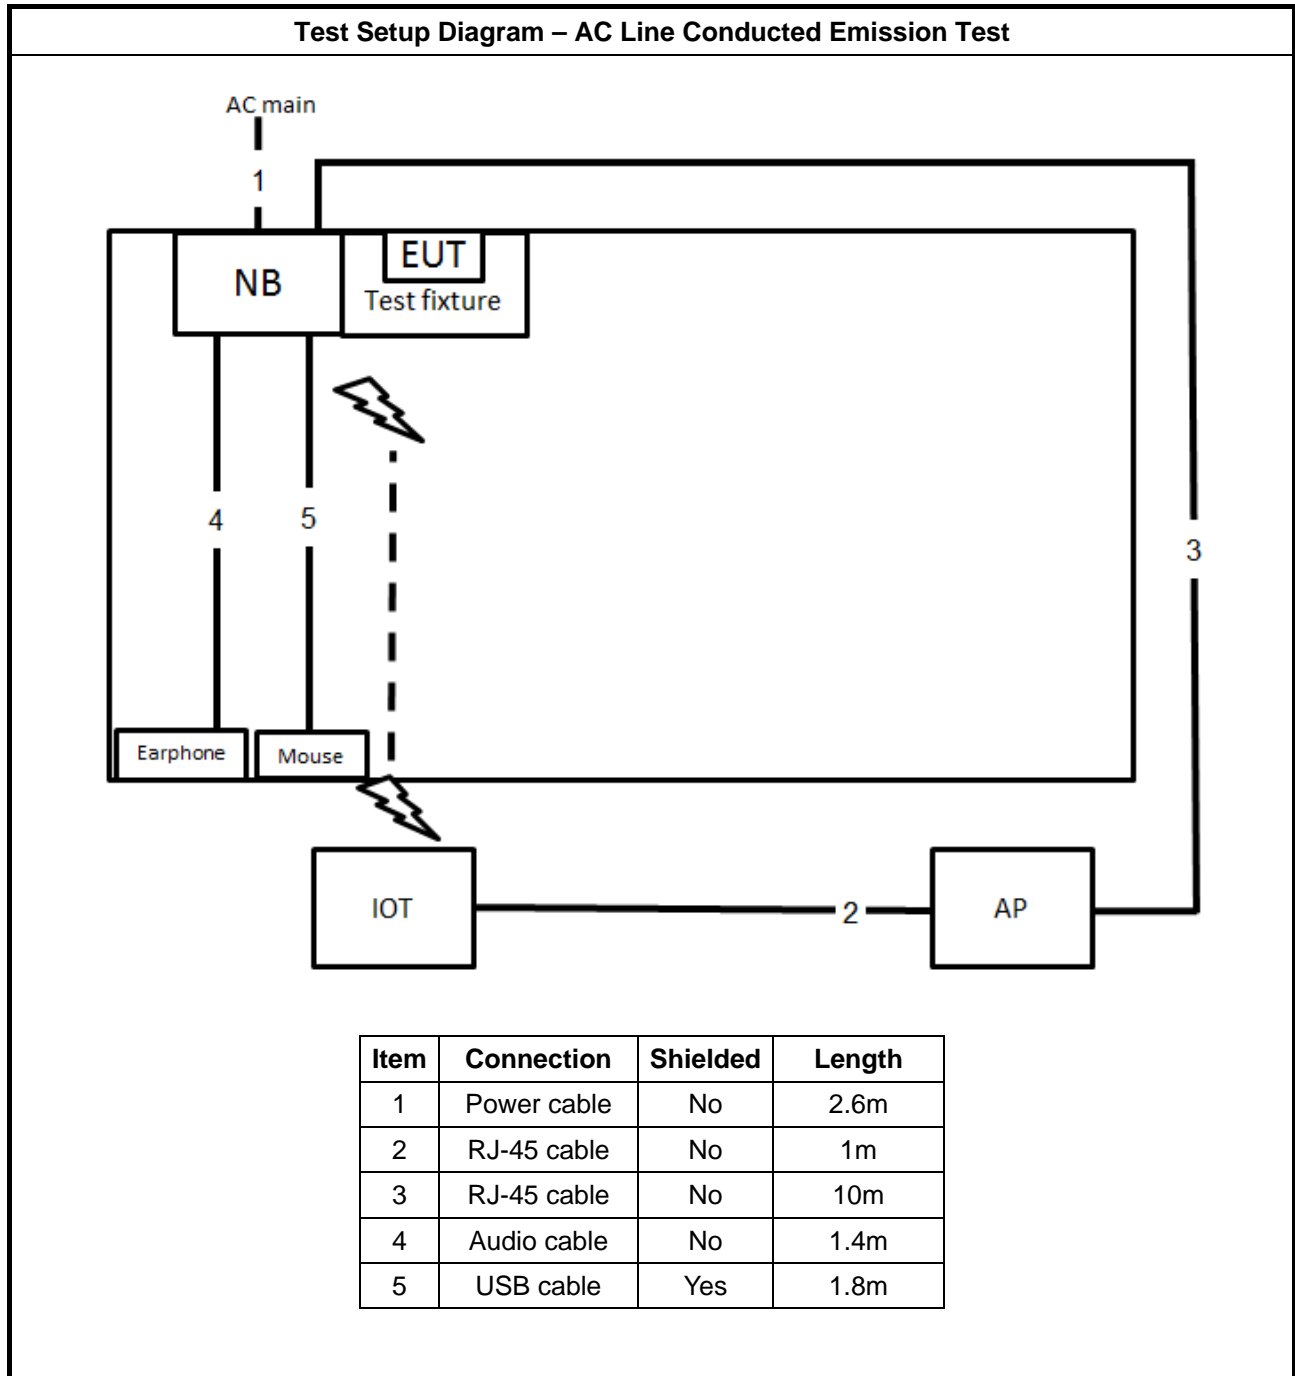 Test Setup Diagram – AC Line Conducted Emission Test
AC main
1
NB
EUT
Test fixture
4
5
3
Earphone
Mouse
IOT
2
AP
Item Connection Shielded Length
1 Power cable No 2.6m
2 RJ-45 cable No 1m
3 RJ-45 cable No 10m
4 Audio cable No 1.4m
5 USB cable Yes 1.8m